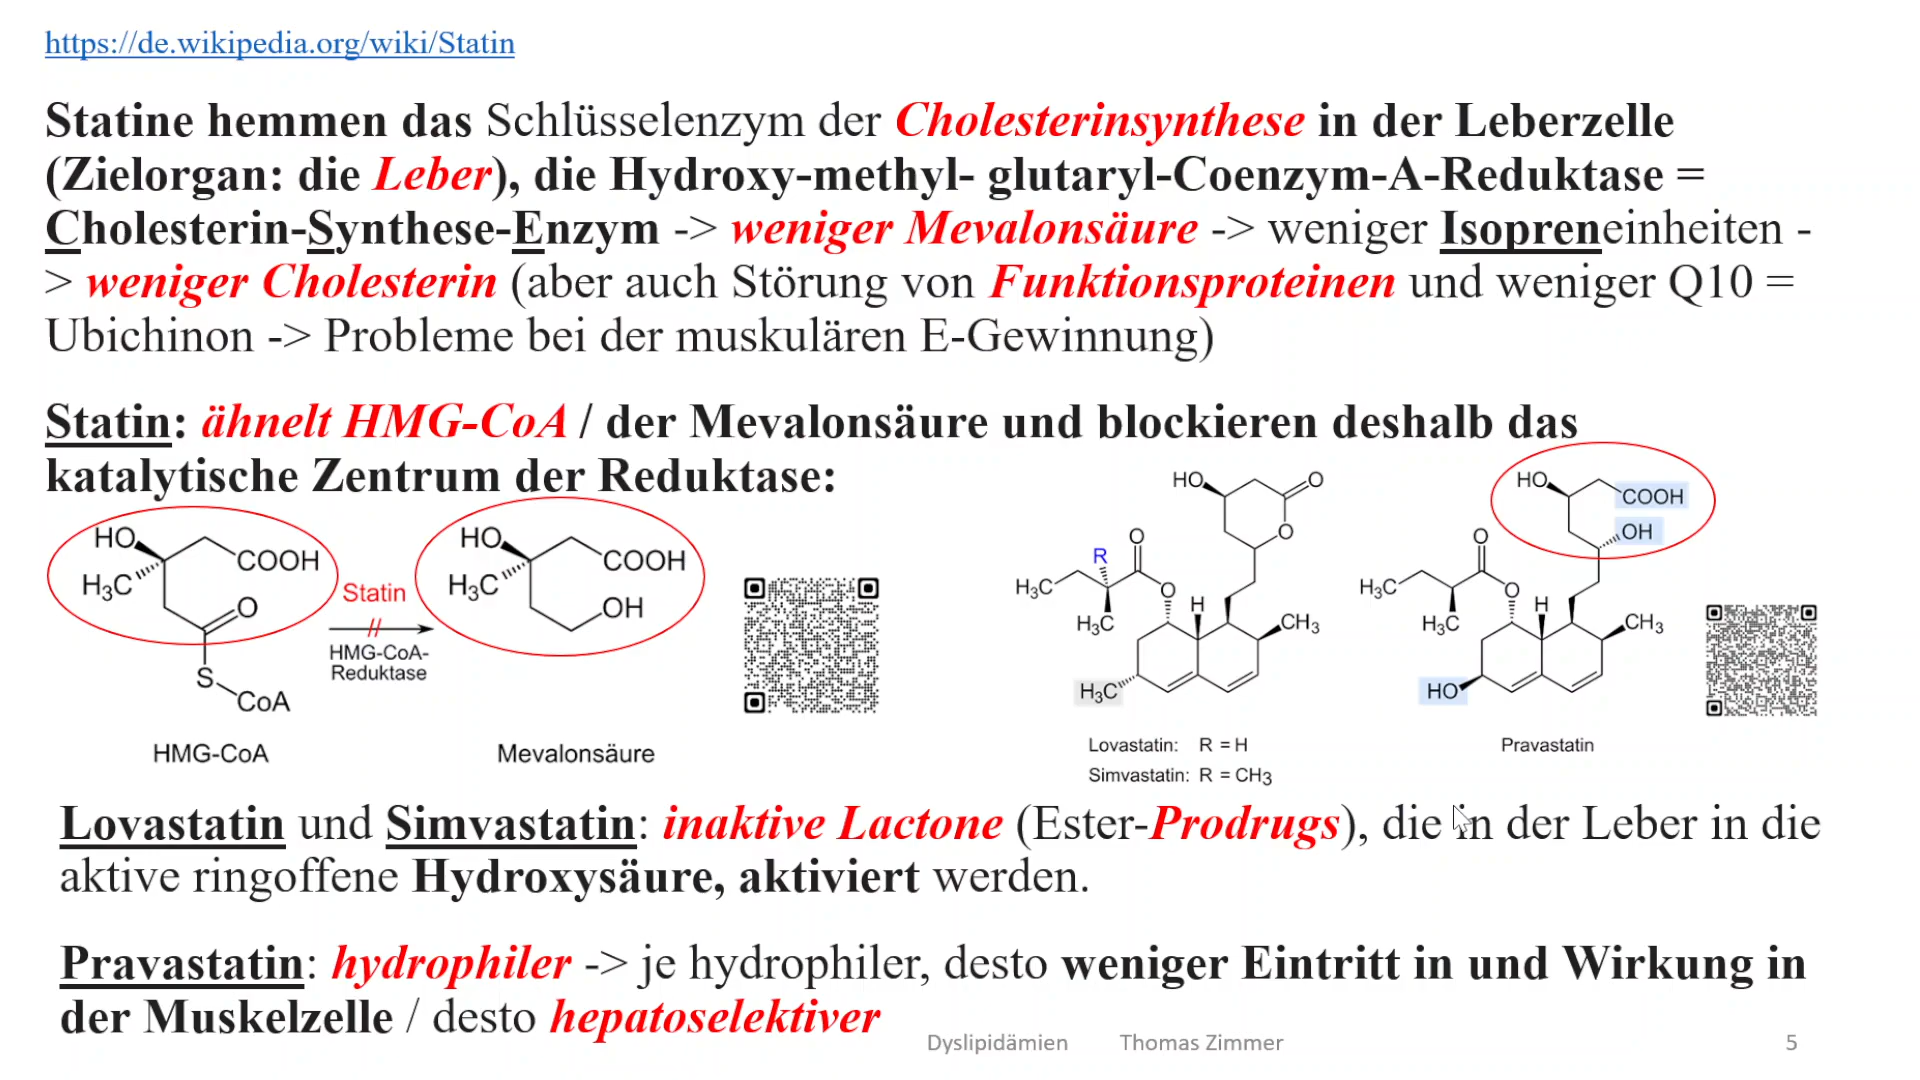 https://de.wikipedia.org/wiki/Statin
Statine hemmen das Schlüsselenzym der Cholesterinsynthese in der Leberzelle
(Zielorgan: die Leber), die Hydroxy-methyl- glutaryl-Coenzym-A-Reduktase =
Cholesterin-Synthese-Enzym -> weniger Mevalonsäure -> weniger Isopreneinheiten -
> weniger Cholesterin (aber auch Störung von Funktionsproteinen und weniger Q10 =
Ubichinon -> Probleme bei der muskulären E-Gewinnung)
Statin: ähnelt HMG-CoA / der Mevalonsäure und blockieren deshalb das
katalytische Zentrum der Reduktase:
HO
COOH
H₃C
O
S
CoA
HMG-CoA
Statin
//
HMG-CoA-
Reduktase
HO
COOH
H₃C
OH
Mevalonsäure
HO
O
O
O
R
H₃C
O
H
H₃C
CH₃
H₃C
Lovastatin: R = H
Simvastatin: R = CH₃
HO
COOH
OH
O
H₃C
O
H
H₃C
CH₃
HO
Pravastatin
Lovastatin und Simvastatin: inaktive Lactone (Ester-Prodrugs), die in der Leber in die
aktive ringoffene Hydroxysäure, aktiviert werden.
Pravastatin: hydrophiler -> je hydrophiler, desto weniger Eintritt in und Wirkung in
der Muskelzelle / desto hepatoselektiver
Dyslipidämien Thomas Zimmer 5